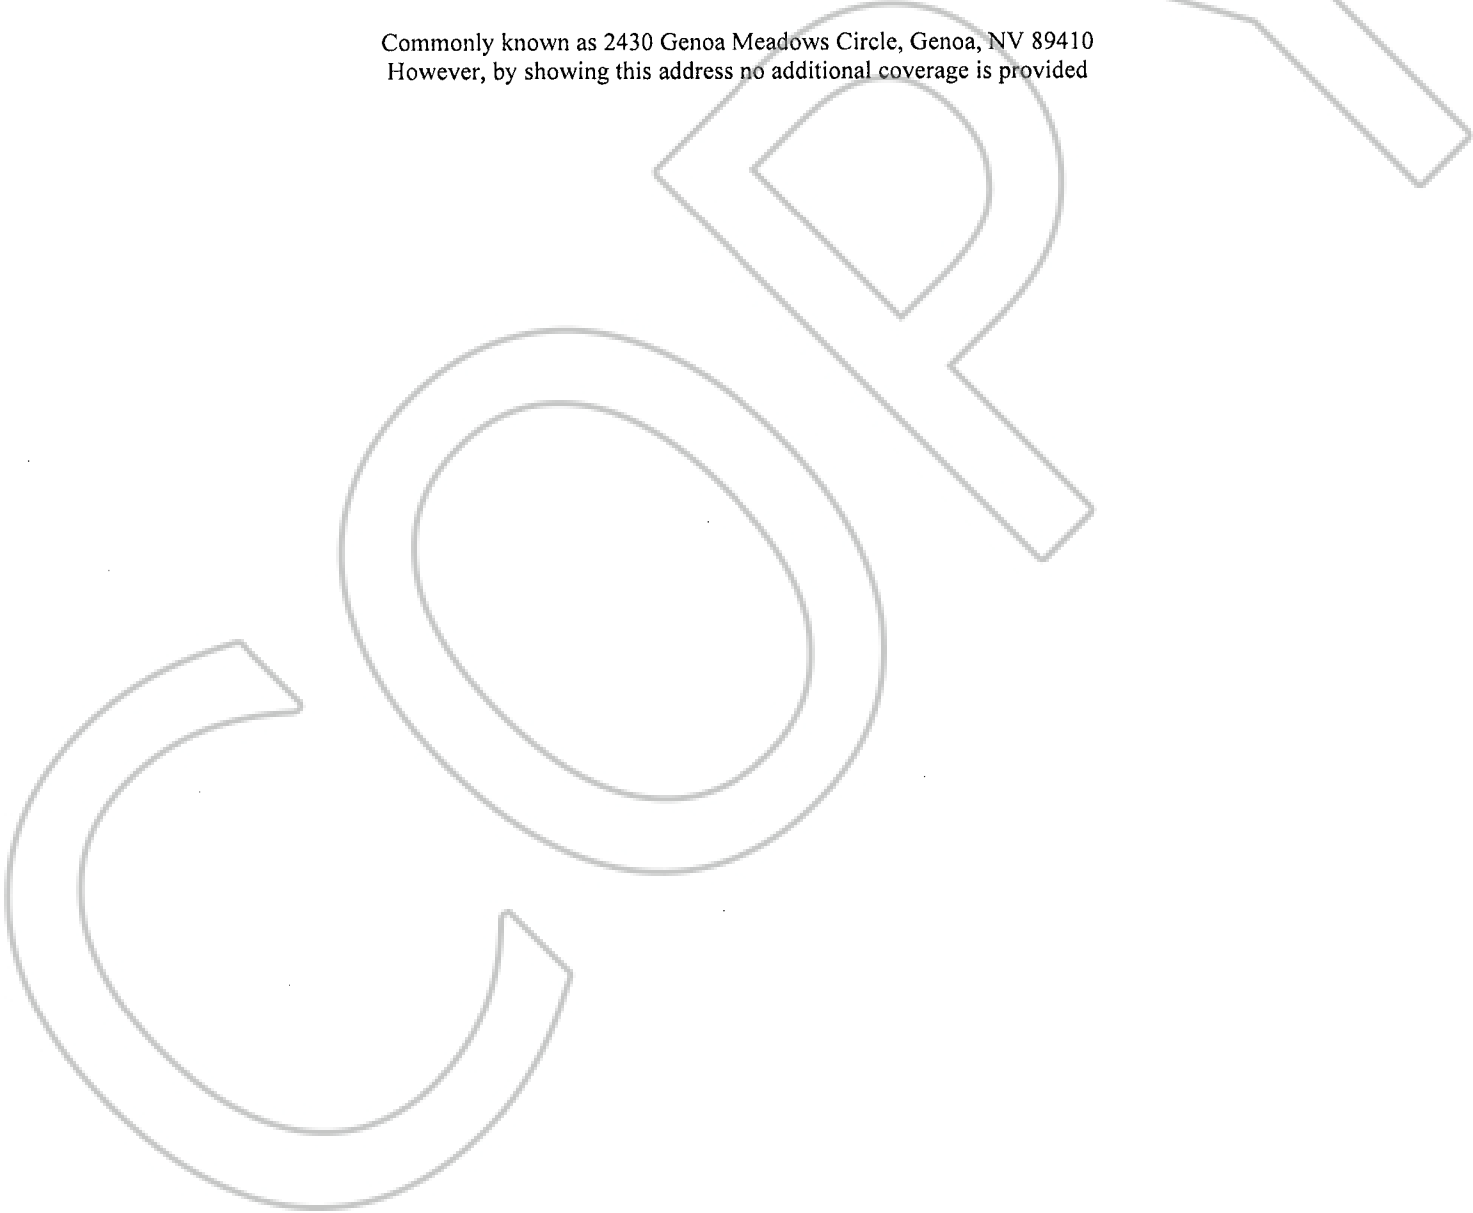 Commonly known as 2430 Genoa Meadows Circle, Genoa, NV 89410
However, by showing this address no additional coverage is provided
COPY